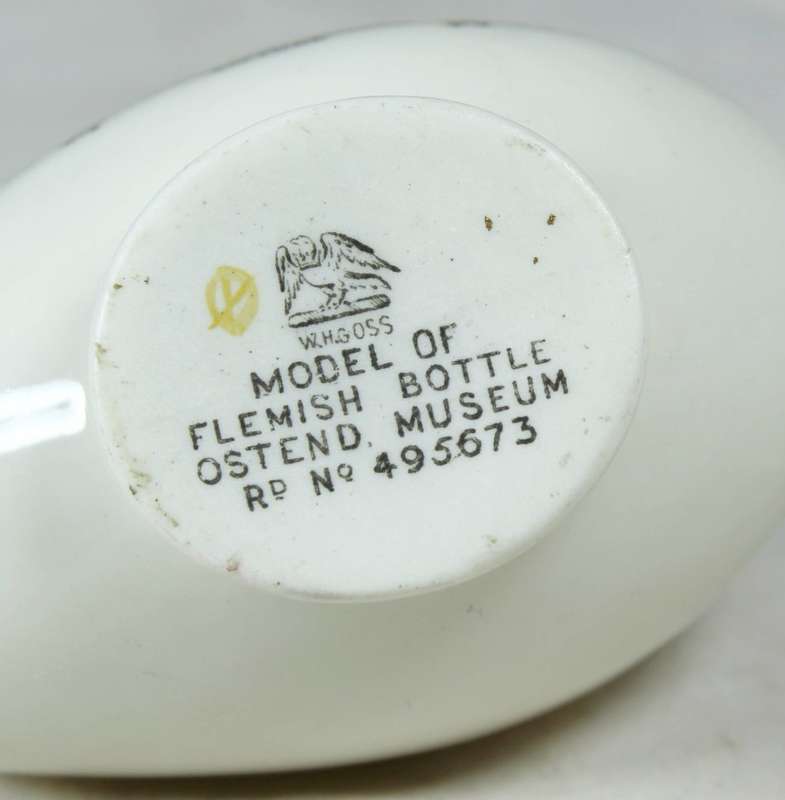 W.H.GOSS
MODEL OF
FLEMISH BOTTLE
OSTEND. MUSEUM
RD No 495673